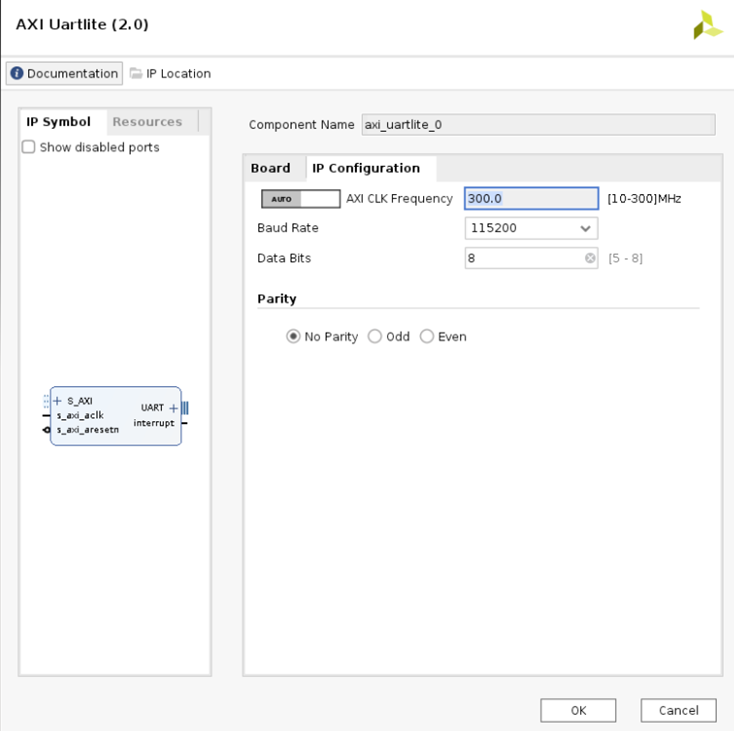 AXI Uartlite (2.0)
Documentation IP Location
IP Symbol Resources
Show disabled ports
S_AXI
s_axi_aclk
s_axi_aresetn
UART
interrupt
Component Name axi_uartlite_0
Board IP Configuration
AUTO AXI CLK Frequency 300.0 [10-300]MHz
Baud Rate 115200
Data Bits 8 [5 - 8]
Parity
No Parity Odd Even
OK Cancel